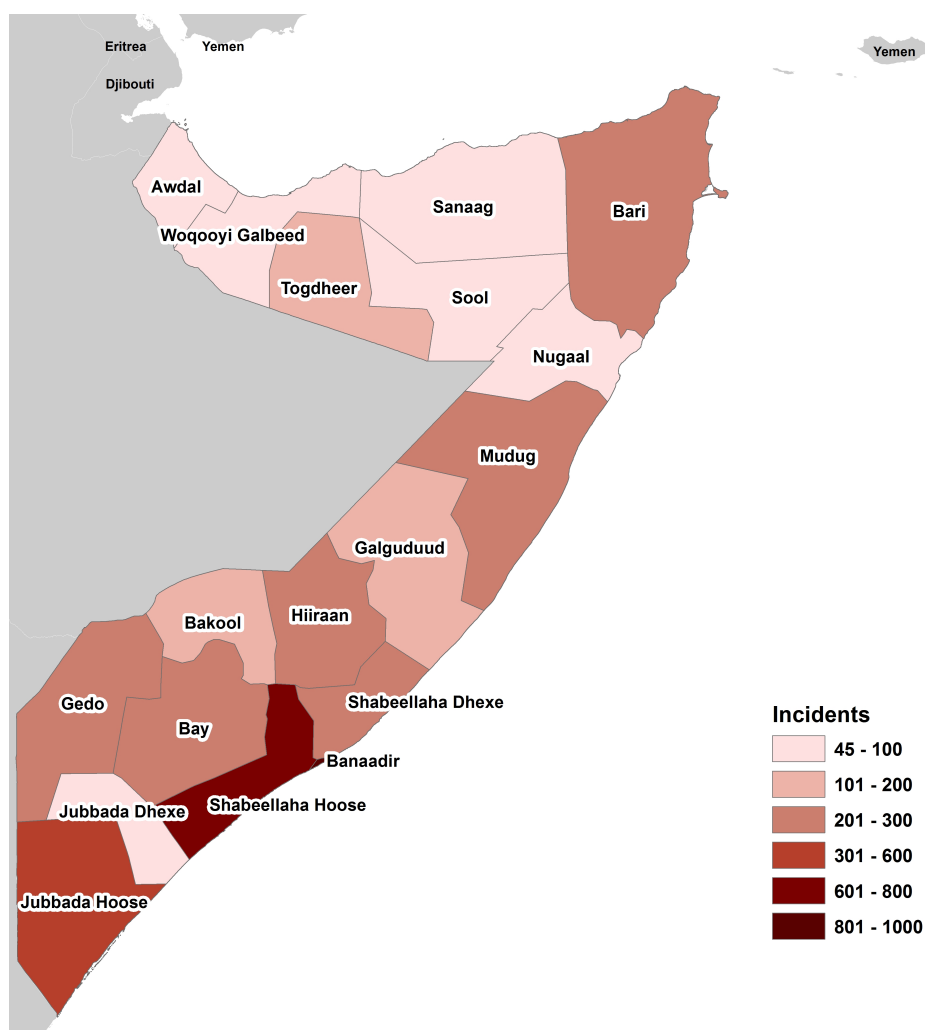 Eritrea
Yemen
Yemen
Djibouti
Awdal
Sanaag
Bari
Woqooyi Galbeed
Togdheer
Sool
Nugaal
Mudug
Galguduud
Hiiraan
Bakool
Gedo
Shabeellaha Dhexe
Bay
Banaadir
Shabeellaha Hoose
Jubbada Dhexe
Jubbada Hoose
Incidents
45 - 100
101 - 200
201 - 300
301 - 600
601 - 800
801 - 1000